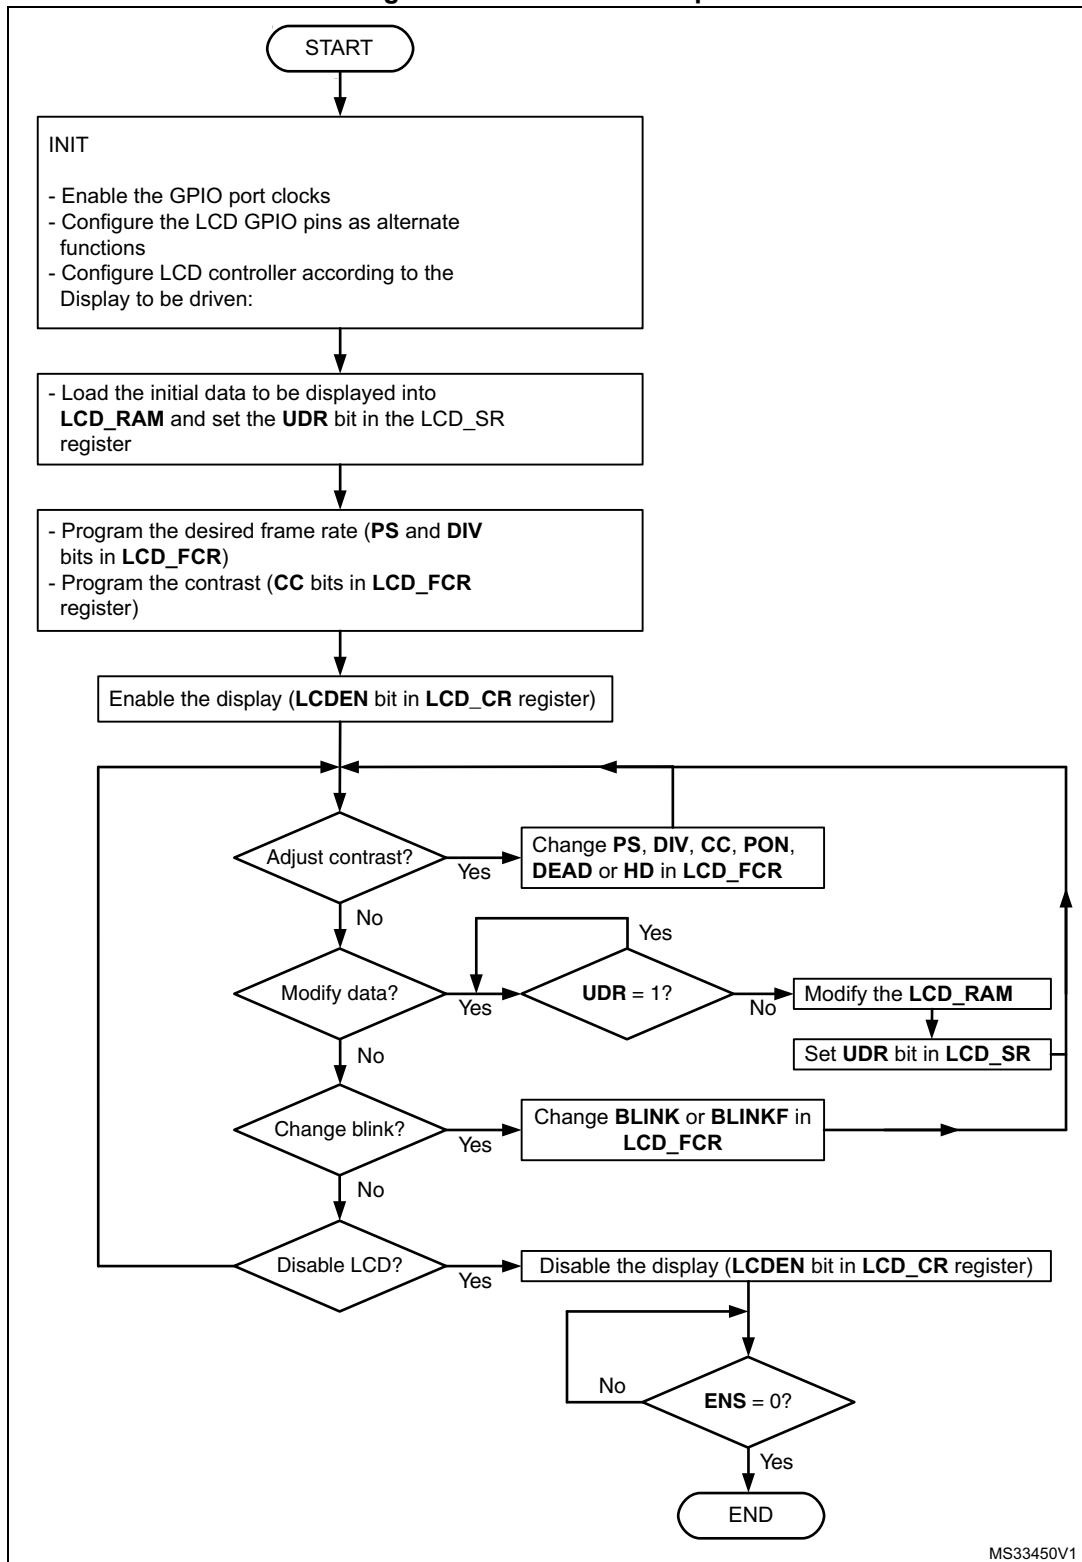 START
INIT
- Enable the GPIO port clocks
- Configure the LCD GPIO pins as alternate
functions
- Configure LCD controller according to the
Display to be driven:
- Load the initial data to be displayed into
LCD_RAM and set the UDR bit in the LCD_SR
register
- Program the desired frame rate (PS and DIV
bits in LCD_FCR)
- Program the contrast (CC bits in LCD_FCR
register)
Enable the display (LCDEN bit in LCD_CR register)
Adjust contrast?
Yes
Change PS, DIV, CC, PON,
DEAD or HD in LCD_FCR
No
Modify data?
Yes
UDR = 1?
Yes
No
Modify the LCD_RAM
Set UDR bit in LCD_SR
No
Change blink?
Yes
Change BLINK or BLINKF in
LCD_FCR
No
Disable LCD?
Yes
Disable the display (LCDEN bit in LCD_CR register)
No
ENS = 0?
Yes
END
MS33450V1